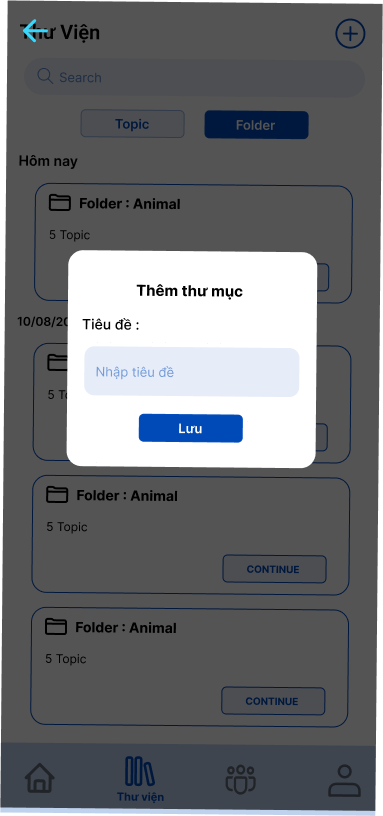 Thư Viện
Search
Topic
Folder
Hôm nay
Folder : Animal
5 Topic
Thêm thư mục
Tiêu đề :
Nhập tiêu đề
Lưu
10/08/20
5 T
Folder : Animal
5 Topic
CONTINUE
Folder : Animal
5 Topic
CONTINUE
Thư viện